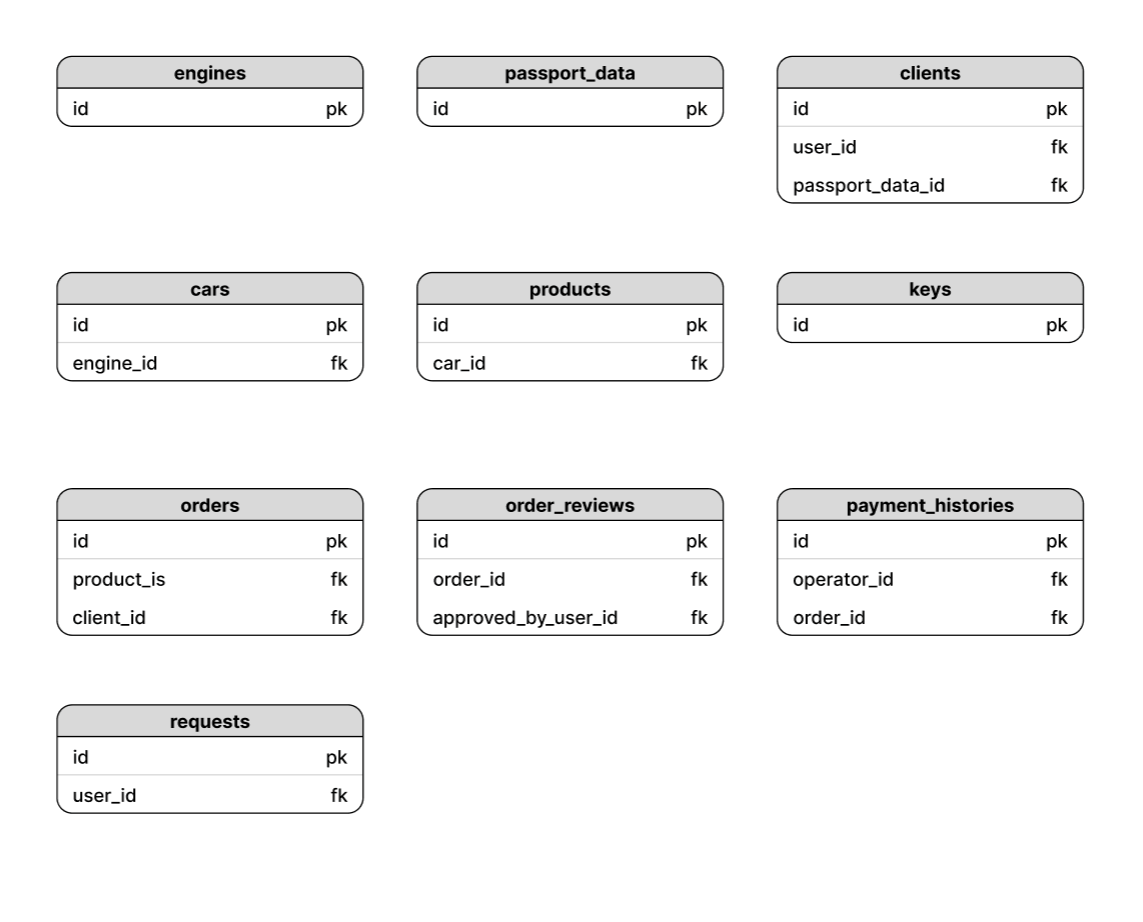 engines
id pk
passport_data
id pk
clients
id pk
user_id fk
passport_data_id fk
cars
id pk
engine_id fk
products
id pk
car_id fk
keys
id pk
orders
id pk
product_is fk
client_id fk
order_reviews
id pk
order_id fk
approved_by_user_id fk
payment_histories
id pk
operator_id fk
order_id fk
requests
id pk
user_id fk